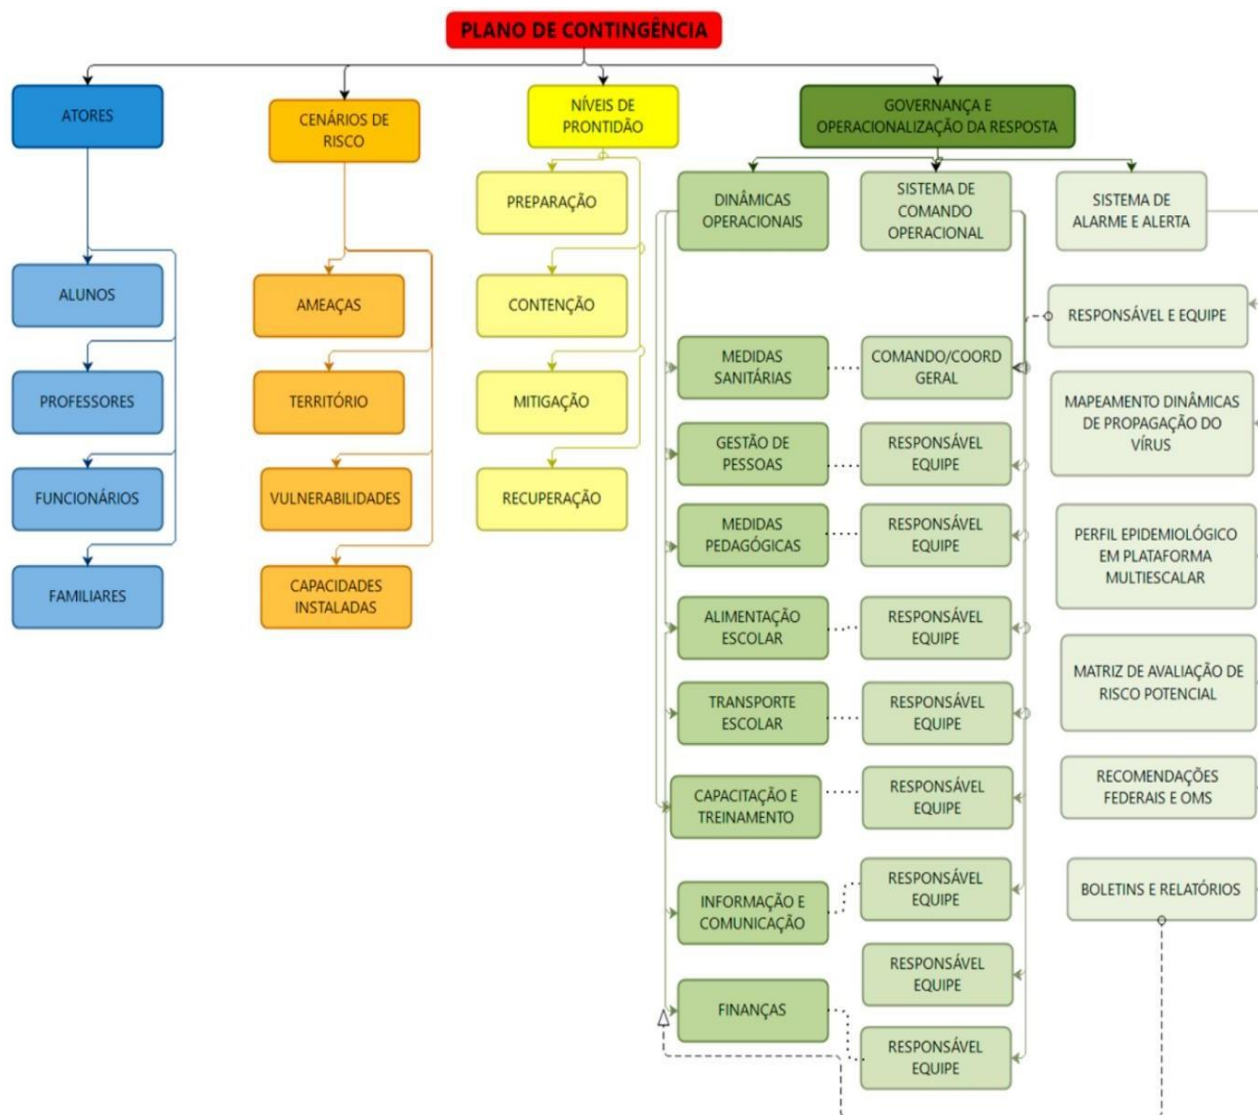 PLANO DE CONTINGÊNCIA
ATORES
CENÁRIOS DE
RISCO
NÍVEIS DE
PRONTIDÃO
GOVERNANÇA E
OPERACIONALIZAÇÃO DA RESPOSTA
ALUNOS
PROFESSORES
FUNCIONÁRIOS
FAMILIARES
AMEAÇAS
TERRITÓRIO
VULNERABILIDADES
CAPACIDADES
INSTALADAS
PREPARAÇÃO
CONTENÇÃO
MITIGAÇÃO
RECUPERAÇÃO
DINÂMICAS
OPERACIONAIS
MEDIDAS
SANITÁRIAS
GESTÃO DE
PESSOAS
MEDIDAS
PEDAGÓGICAS
ALIMENTAÇÃO
ESCOLAR
TRANSPORTE
ESCOLAR
CAPACITAÇÃO E
TREINAMENTO
INFORMAÇÃO E
COMUNICAÇÃO
FINANÇAS
SISTEMA DE
COMANDO
OPERACIONAL
COMANDO/COORD
GERAL
RESPONSÁVEL
EQUIPE
RESPONSÁVEL
EQUIPE
RESPONSÁVEL
EQUIPE
RESPONSÁVEL
EQUIPE
RESPONSÁVEL
EQUIPE
RESPONSÁVEL
EQUIPE
RESPONSÁVEL
EQUIPE
RESPONSÁVEL
EQUIPE
SISTEMA DE
ALARME E ALERTA
RESPONSÁVEL E EQUIPE
MAPEAMENTO DINÂMICAS
DE PROPAGAÇÃO DO
VÍRUS
PERFIL EPIDEMIOLÓGICO
EM PLATAFORMA
MULTIESCALAR
MATRIZ DE AVALIAÇÃO DE
RISCO POTENCIAL
RECOMENDAÇÕES
FEDERAIS E OMS
BOLETINS E RELATÓRIOS